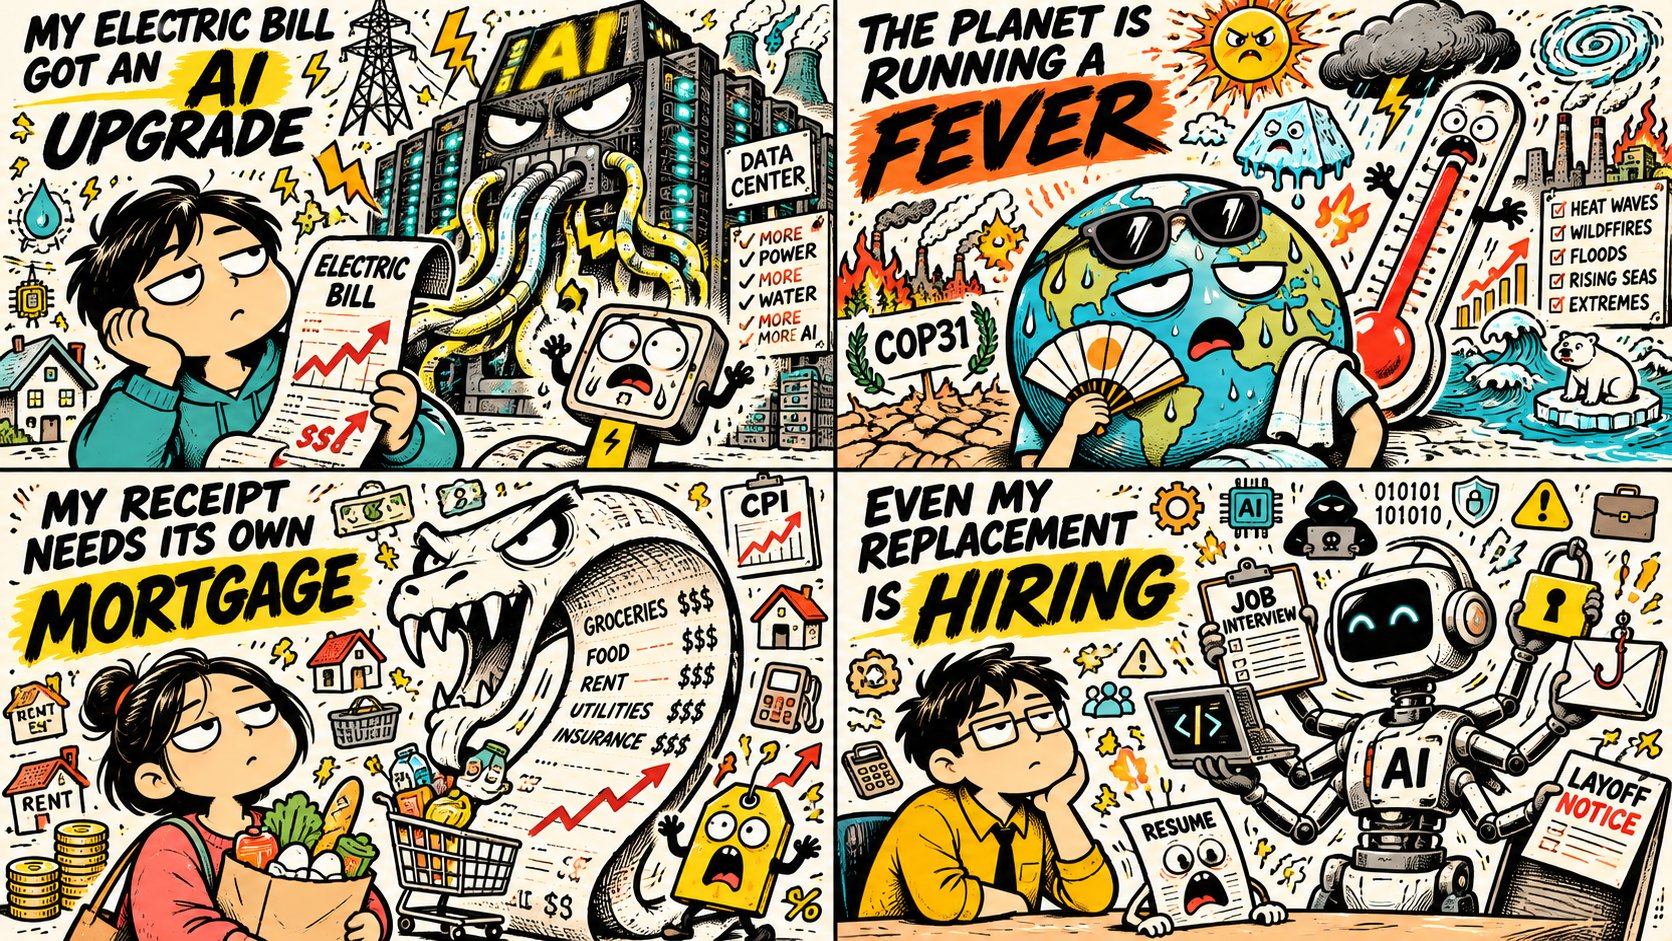 MY ELECTRIC BILL
GOT AN AI
UPGRADE
AI
DATA
CENTER
MORE
POWER
MORE
WATER
MORE
MORE AI
ELECTRIC
BILL
$$
THE PLANET IS
RUNNING A
FEVER
HEAT WAVES
WILDFFIRES
FLOODS
RISING SEAS
EXTREMES
COP31
MY RECEIPT
NEEDS ITS OWN
MORTGAGE
CPI
GROCERIES $$$
FOOD $$$
RENT $$$
UTILITIES $$$
INSURANCE $$$
RENT
RENT
$$
%
EVEN MY
REPLACEMENT
IS HIRING
AI
010101
101010
JOB
INTERVIEW
</>
AI
RESUME
LAYOFF
NOTICE